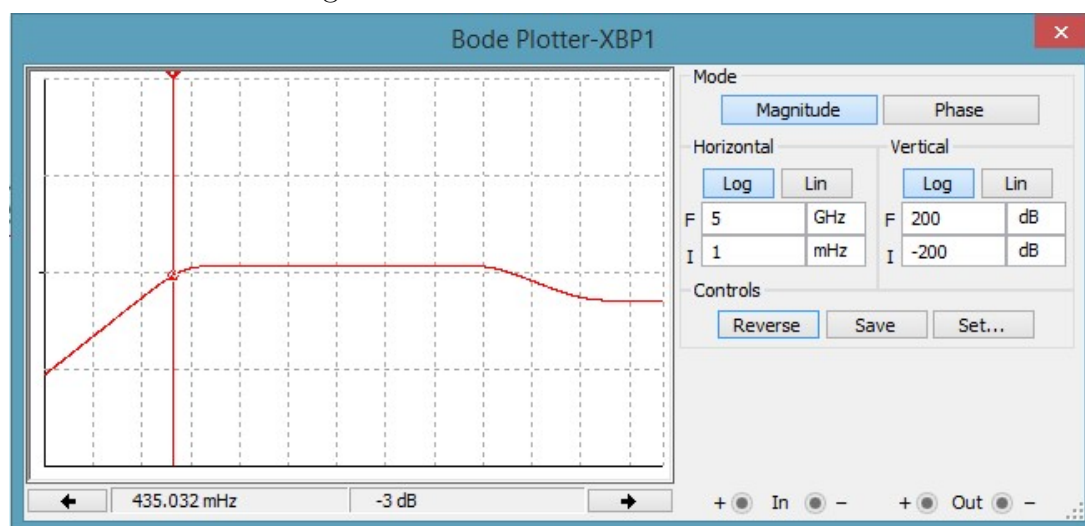 Bode Plotter-XBP1
Mode
Magnitude Phase
Horizontal Vertical
Log Lin Log Lin
F 5 GHz F 200 dB
I 1 mHz I -200 dB
Controls
Reverse Save Set...
435.032 mHz -3 dB
+ In - + Out -